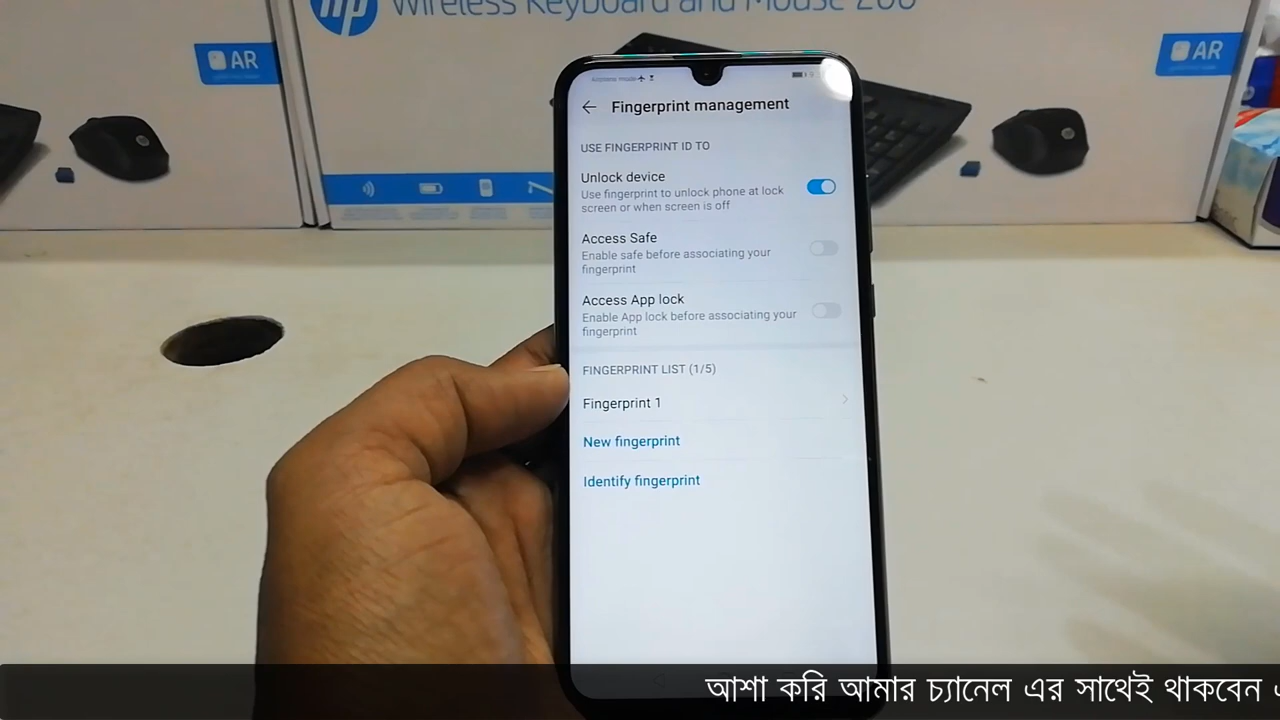 hp
Wireless Keyboard and Mouse 200
AR
AR
Airplane mode
Fingerprint management
USE FINGERPRINT ID TO
Unlock device
Use fingerprint to unlock phone at lock
screen or when screen is off
Access Safe
Enable safe before associating your
fingerprint
Access App lock
Enable App lock before associating your
fingerprint
FINGERPRINT LIST (1/5)
Fingerprint 1
New fingerprint
Identify fingerprint
আশা করি আমার চ্যানেল এর সাথেই থাকবেন